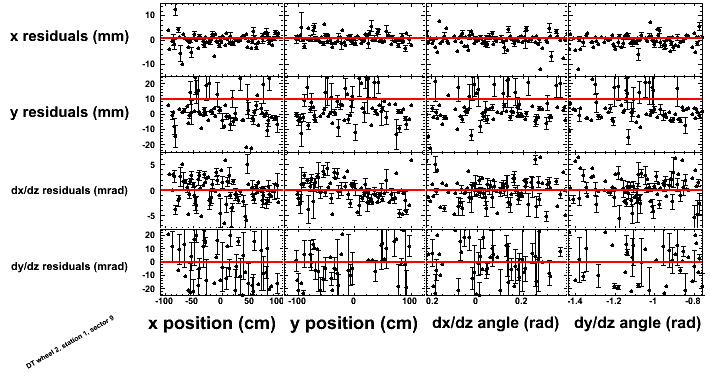 x residuals (mm)
10
0
-10
y residuals (mm)
20
10
0
-10
-20
dx/dz residuals (mrad)
5
0
-5
dy/dz residuals (mrad)
20
10
0
-10
-20
-100 -50 0 50 100 -100 0 100 0.2 0 0.2 -1.4 -1.2 -1 -0.8
x position (cm) y position (cm) dx/dz angle (rad) dy/dz angle (rad)
DT wheel 2, station 1, sector 9